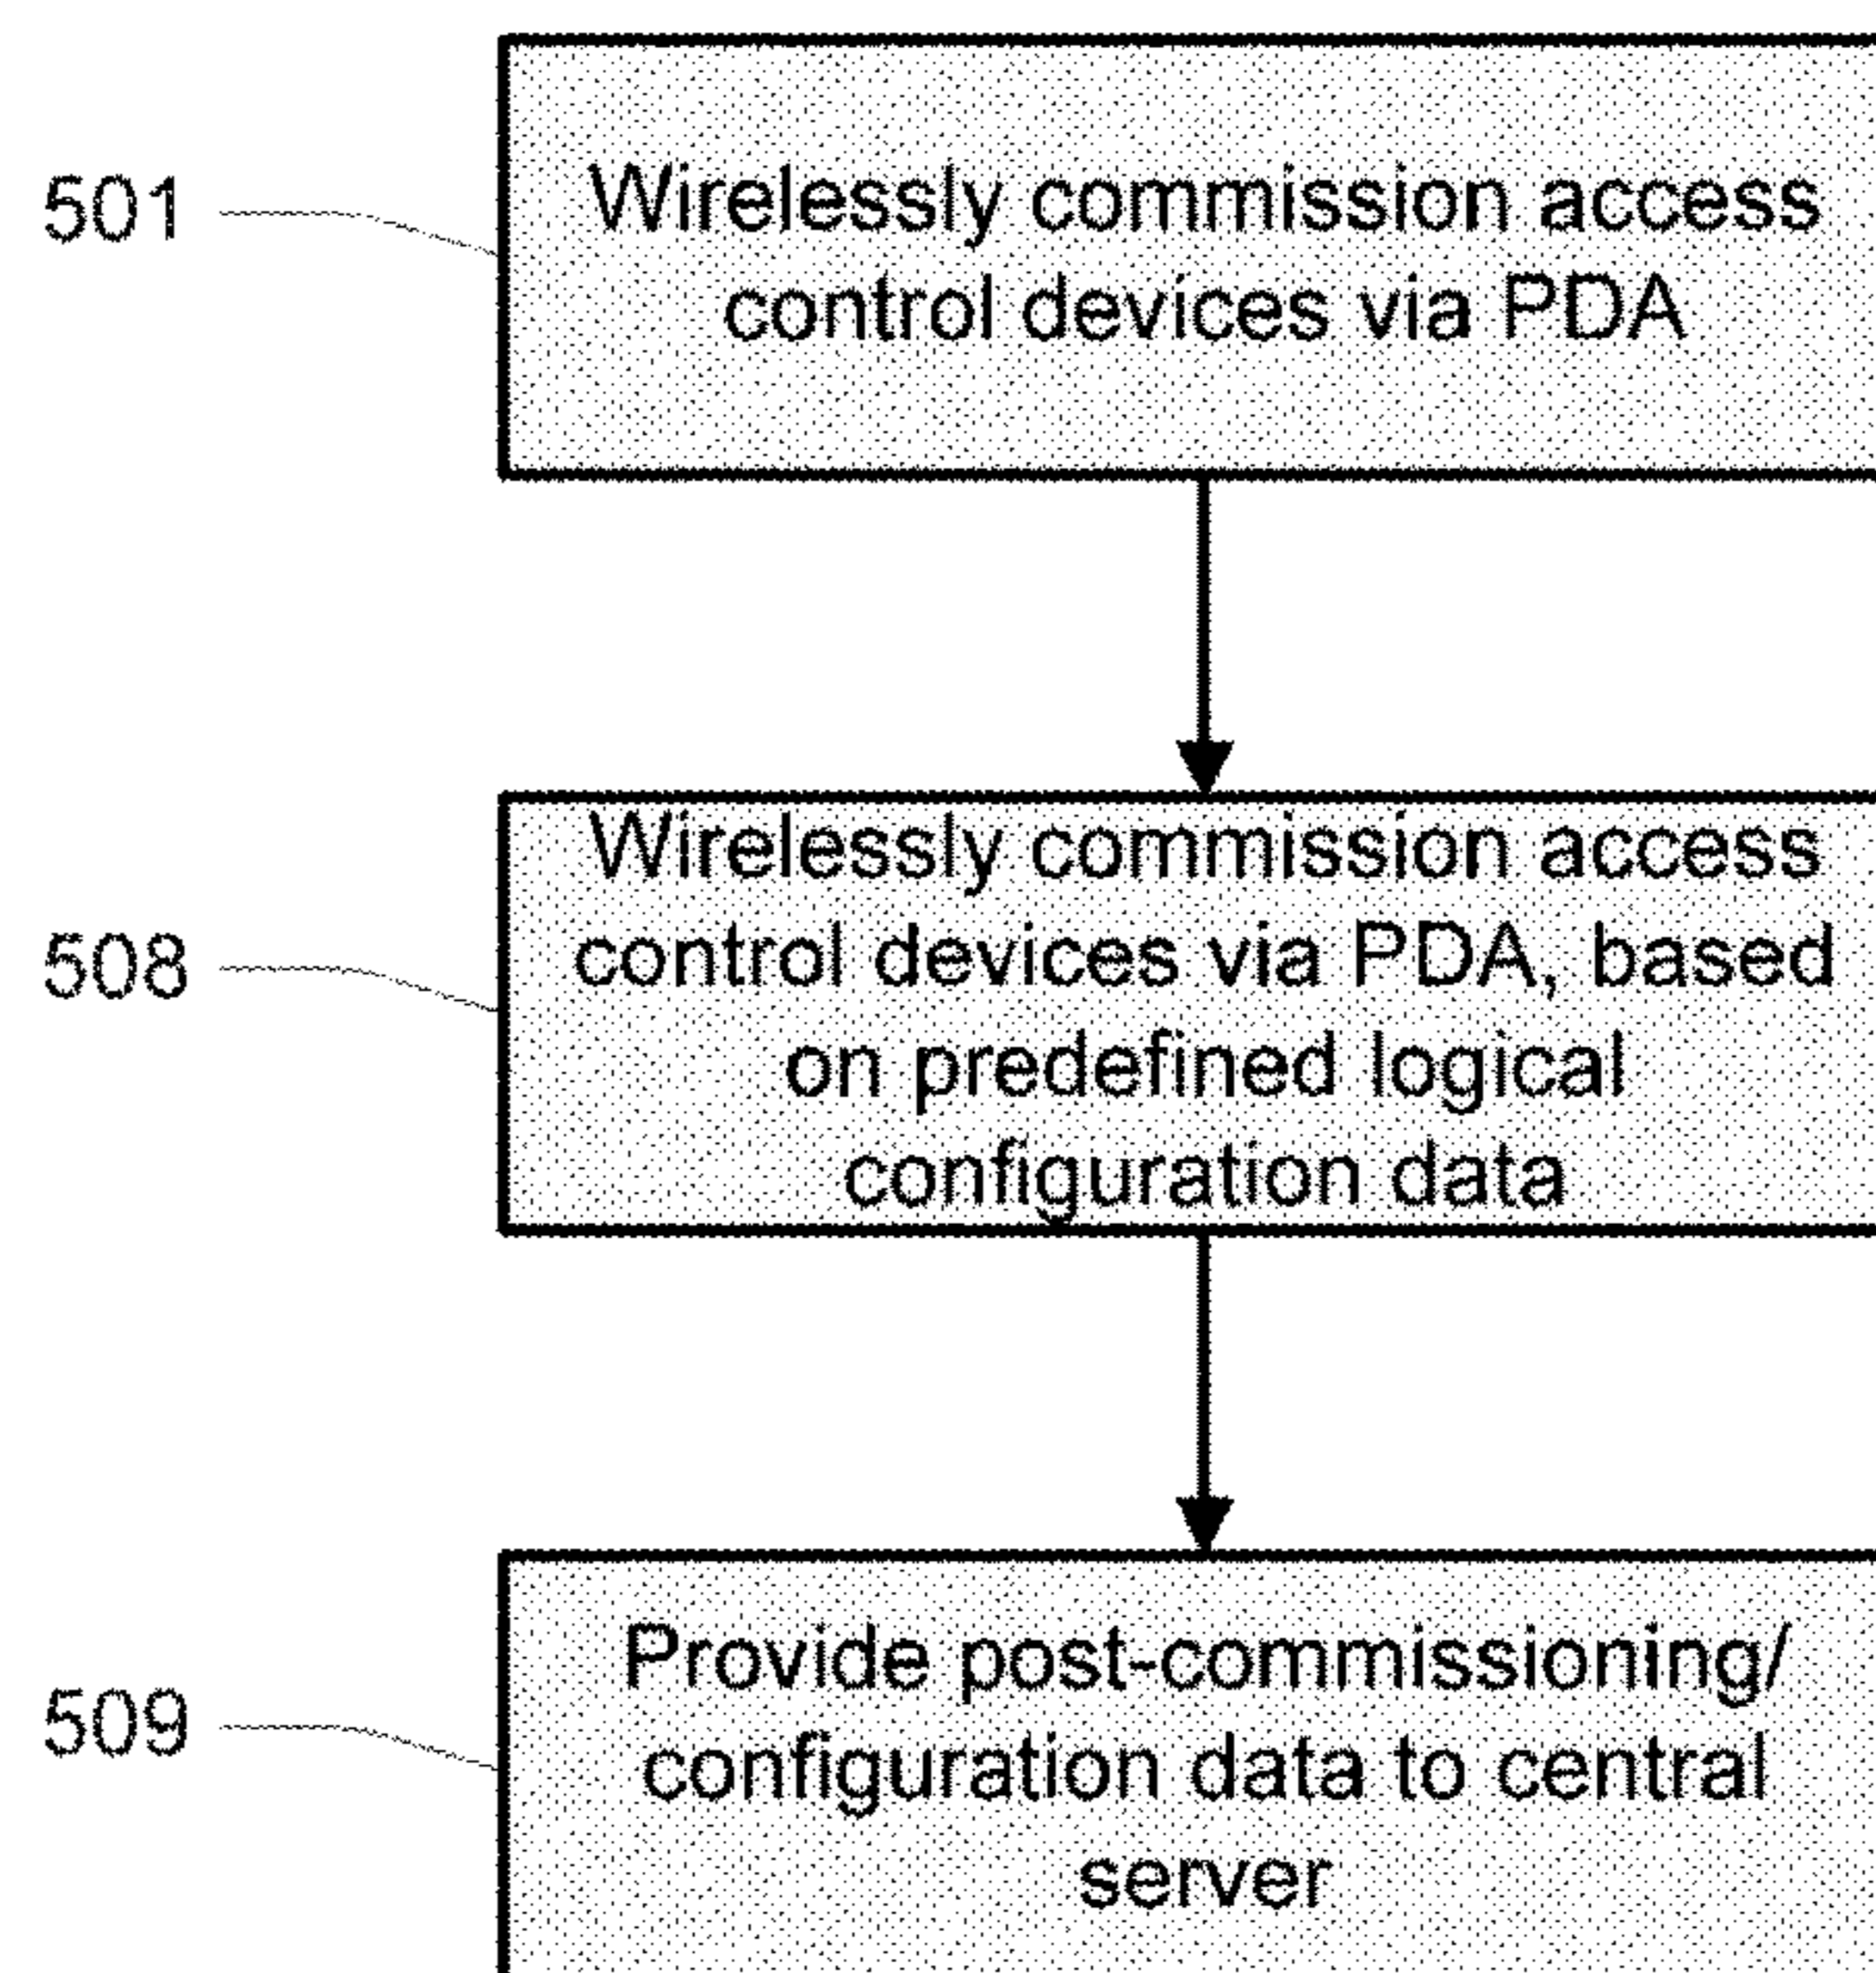 501
Wirelessly commission access
control devices via PDA
508
Wirelessly commission access
control devices via PDA, based
on predefined logical
configuration data
509
Provide post-commissioning/
configuration data to central
server